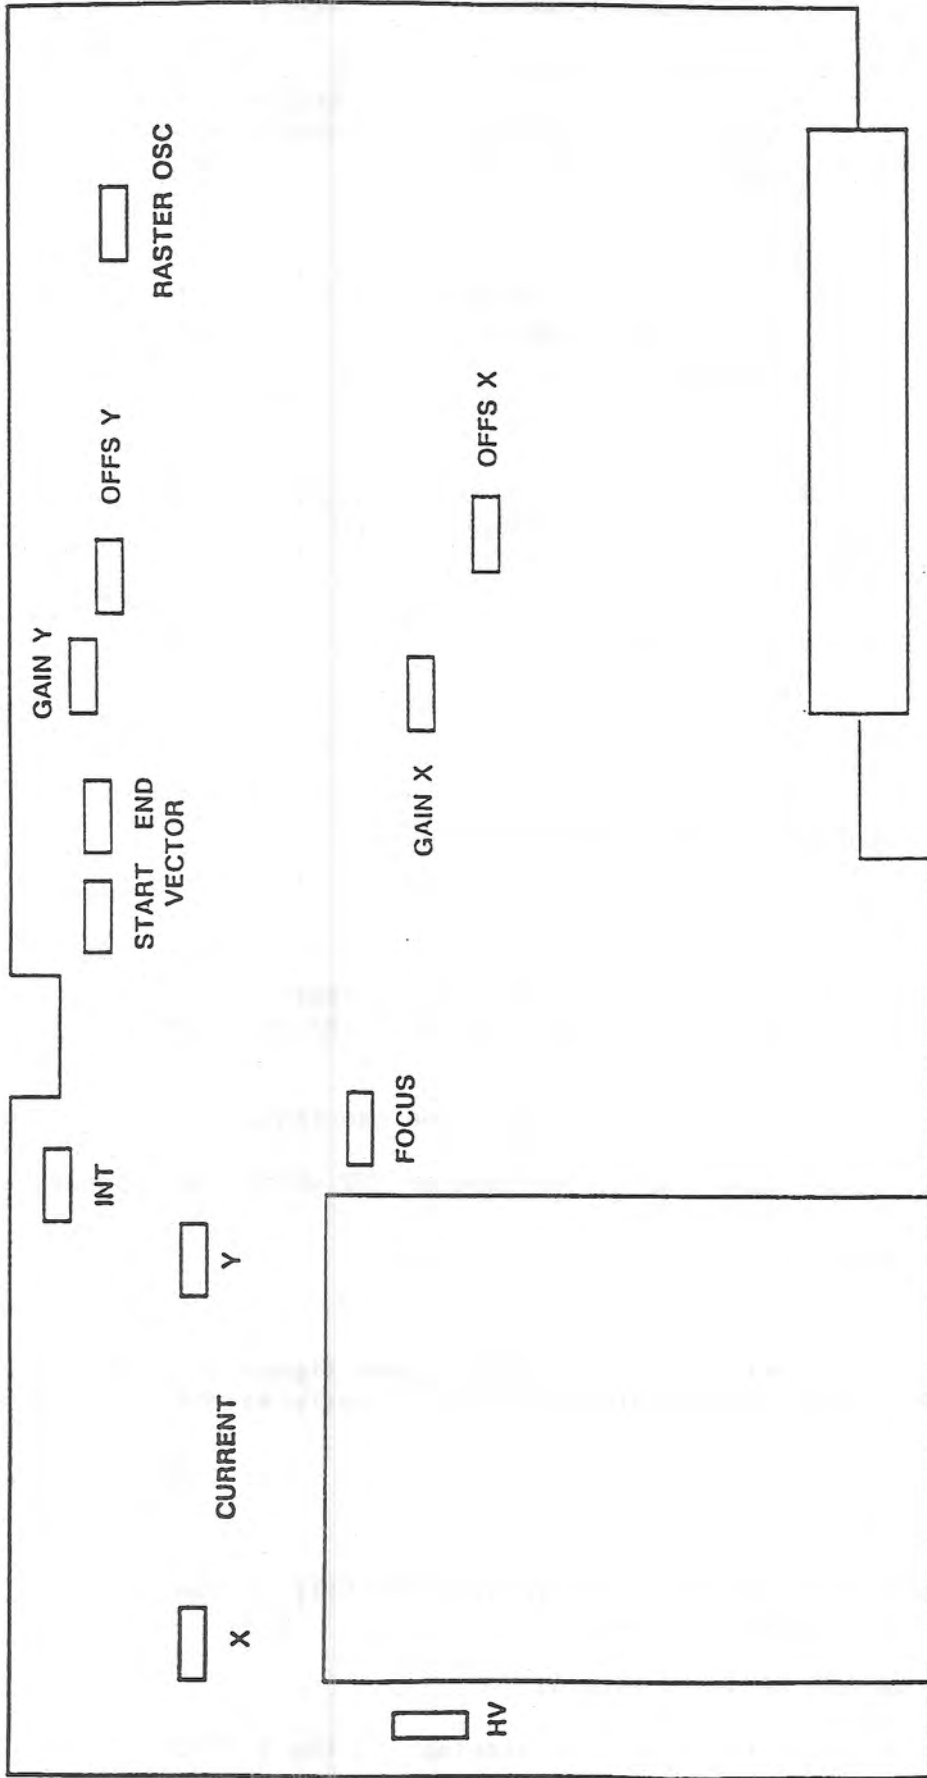 GAIN Y
OFFS Y
RASTER OSC
START END
VECTOR
INT
Y
CURRENT
X
GAIN X
OFFS X
FOCUS
HV